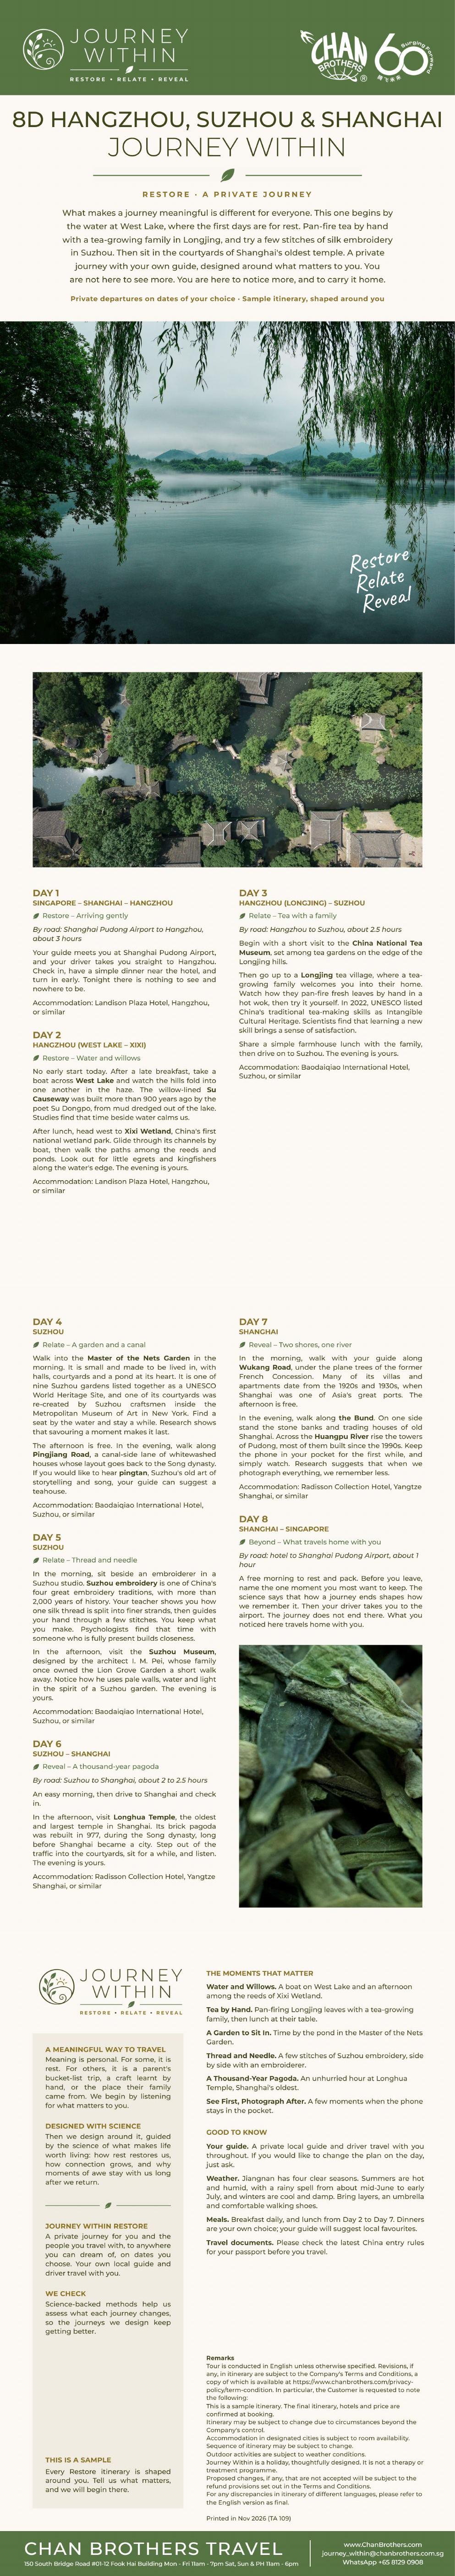 JOURNEY
WITHIN
RESTORE • RELATE • REVEAL
CHAN
BROTHERS
®
60
Surging Forward
8D HANGZHOU, SUZHOU & SHANGHAI
JOURNEY WITHIN
RESTORE · A PRIVATE JOURNEY
What makes a journey meaningful is different for everyone. This one begins by
the water at West Lake, where the first days are for rest. Pan-fire tea by hand
with a tea-growing family in Longjing, and try a few stitches of silk embroidery
in Suzhou. Then sit in the courtyards of Shanghai's oldest temple. A private
journey with your own guide, designed around what matters to you. You
are not here to see more. You are here to notice more, and to carry it home.
Private departures on dates of your choice · Sample itinerary, shaped around you
Restore
Relate
Reveal
DAY 1
SINGAPORE – SHANGHAI – HANGZHOU
Restore – Arriving gently
By road: Shanghai Pudong Airport to Hangzhou,
about 3 hours
Your guide meets you at Shanghai Pudong Airport,
and your driver takes you straight to Hangzhou.
Check in, have a simple dinner near the hotel, and
turn in early. Tonight there is nothing to see and
nowhere to be.
Accommodation: Landison Plaza Hotel, Hangzhou,
or similar
DAY 2
HANGZHOU (WEST LAKE – XIXI)
Restore – Water and willows
No early start today. After a late breakfast, take a
boat across West Lake and watch the hills fold into
one another in the haze. The willow-lined Su
Causeway was built more than 900 years ago by the
poet Su Dongpo, from mud dredged out of the lake.
Studies find that time beside water calms us.
After lunch, head west to Xixi Wetland, China's first
national wetland park. Glide through its channels by
boat, then walk the paths among the reeds and
ponds. Look out for little egrets and kingfishers
along the water's edge. The evening is yours.
Accommodation: Landison Plaza Hotel, Hangzhou,
or similar
DAY 3
HANGZHOU (LONGJING) – SUZHOU
Relate – Tea with a family
By road: Hangzhou to Suzhou, about 2.5 hours
Begin with a short visit to the China National Tea
Museum, set among tea gardens on the edge of the
Longjing hills.
Then go up to a Longjing tea village, where a tea-
growing family welcomes you into their home.
Watch how they pan-fire fresh leaves by hand in a
hot wok, then try it yourself. In 2022, UNESCO listed
China's traditional tea-making skills as Intangible
Cultural Heritage. Scientists find that learning a new
skill brings a sense of satisfaction.
Share a simple farmhouse lunch with the family,
then drive on to Suzhou. The evening is yours.
Accommodation: Baodaiqiao International Hotel,
Suzhou, or similar
DAY 4
SUZHOU
Relate – A garden and a canal
Walk into the Master of the Nets Garden in the
morning. It is small and made to be lived in, with
halls, courtyards and a pond at its heart. It is one of
nine Suzhou gardens listed together as a UNESCO
World Heritage Site, and one of its courtyards was
re-created by Suzhou craftsmen inside the
Metropolitan Museum of Art in New York. Find a
seat by the water and stay a while. Research shows
that savouring a moment makes it last.
The afternoon is free. In the evening, walk along
Pingjiang Road, a canal-side lane of whitewashed
houses whose layout goes back to the Song dynasty.
If you would like to hear pingtan, Suzhou's old art of
storytelling and song, your guide can suggest a
teahouse.
Accommodation: Baodaiqiao International Hotel,
Suzhou, or similar
DAY 5
SUZHOU
Relate – Thread and needle
In the morning, sit beside an embroiderer in a
Suzhou studio. Suzhou embroidery is one of China's
four great embroidery traditions, with more than
2,000 years of history. Your teacher shows you how
one silk thread is split into finer strands, then guides
your hand through a few stitches. You keep what
you make. Psychologists find that time with
someone who is fully present builds closeness.
In the afternoon, visit the Suzhou Museum,
designed by the architect I. M. Pei, whose family
once owned the Lion Grove Garden a short walk
away. Notice how he uses pale walls, water and light
in the spirit of a Suzhou garden. The evening is
yours.
Accommodation: Baodaiqiao International Hotel,
Suzhou, or similar
DAY 6
SUZHOU – SHANGHAI
Reveal – A thousand-year pagoda
By road: Suzhou to Shanghai, about 2 to 2.5 hours
An easy morning, then drive to Shanghai and check
in.
In the afternoon, visit Longhua Temple, the oldest
and largest temple in Shanghai. Its brick pagoda
was rebuilt in 977, during the Song dynasty, long
before Shanghai became a city. Step out of the
traffic into the courtyards, sit for a while, and listen.
The evening is yours.
Accommodation: Radisson Collection Hotel, Yangtze
Shanghai, or similar
DAY 7
SHANGHAI
Reveal – Two shores, one river
In the morning, walk with your guide along
Wukang Road, under the plane trees of the former
French Concession. Many of its villas and
apartments date from the 1920s and 1930s, when
Shanghai was one of Asia's great ports. The
afternoon is free.
In the evening, walk along the Bund. On one side
stand the stone banks and trading houses of old
Shanghai. Across the Huangpu River rise the towers
of Pudong, most of them built since the 1990s. Keep
the phone in your pocket for the first while, and
simply watch. Research suggests that when we
photograph everything, we remember less.
Accommodation: Radisson Collection Hotel, Yangtze
Shanghai, or similar
DAY 8
SHANGHAI – SINGAPORE
Beyond – What travels home with you
By road: hotel to Shanghai Pudong Airport, about 1
hour
A free morning to rest and pack. Before you leave,
name the one moment you most want to keep. The
science says that how a journey ends shapes how
we remember it. Then your driver takes you to the
airport. The journey does not end there. What you
noticed here travels home with you.
JOURNEY
WITHIN
RESTORE • RELATE • REVEAL
A MEANINGFUL WAY TO TRAVEL
Meaning is personal. For some, it is
rest. For others, it is a parent's
bucket-list trip, a craft learnt by
hand, or the place their family
came from. We begin by listening
for what matters to you.
DESIGNED WITH SCIENCE
Then we design around it, guided
by the science of what makes life
worth living: how rest restores us,
how connection grows, and why
moments of awe stay with us long
after we return.
JOURNEY WITHIN RESTORE
A private journey for you and the
people you travel with, to anywhere
you can dream of, on dates you
choose. Your own local guide and
driver travel with you.
WE CHECK
Science-backed methods help us
assess what each journey changes,
so the journeys we design keep
getting better.
THIS IS A SAMPLE
Every Restore itinerary is shaped
around you. Tell us what matters,
and we will begin there.
THE MOMENTS THAT MATTER
Water and Willows. A boat on West Lake and an afternoon
among the reeds of Xixi Wetland.
Tea by Hand. Pan-firing Longjing leaves with a tea-growing
family, then lunch at their table.
A Garden to Sit In. Time by the pond in the Master of the Nets
Garden.
Thread and Needle. A few stitches of Suzhou embroidery, side
by side with an embroiderer.
A Thousand-Year Pagoda. An unhurried hour at Longhua
Temple, Shanghai's oldest.
See First, Photograph After. A few moments when the phone
stays in the pocket.
GOOD TO KNOW
Your guide. A private local guide and driver travel with you
throughout. If you would like to change the plan on the day,
just ask.
Weather. Jiangnan has four clear seasons. Summers are hot
and humid, with a rainy spell from about mid-June to early
July, and winters are cool and damp. Bring layers, an umbrella
and comfortable walking shoes.
Meals. Breakfast daily, and lunch from Day 2 to Day 7. Dinners
are your own choice; your guide will suggest local favourites.
Travel documents. Please check the latest China entry rules
for your passport before you travel.
Remarks
Tour is conducted in English unless otherwise specified. Revisions, if
any, in itinerary are subject to the Company's Terms and Conditions, a
copy of which is available at https://www.chanbrothers.com/privacy-
policy/term-condition. In particular, the Customer is requested to note
the following:
This is a sample itinerary. The final itinerary, hotels and price are
confirmed at booking.
Itinerary may be subject to change due to circumstances beyond the
Company's control.
Accommodation in designated cities is subject to room availability.
Sequence of itinerary may be subject to change.
Outdoor activities are subject to weather conditions.
Journey Within is a holiday, thoughtfully designed. It is not a therapy or
treatment programme.
Proposed changes, if any, that are not accepted will be subject to the
refund provisions set out in the Terms and Conditions.
For any discrepancies in itinerary of different languages, please refer to
the English version as final.
Printed in Nov 2026 (TA 109)
CHAN BROTHERS TRAVEL
150 South Bridge Road #01-12 Fook Hai Building Mon - Fri 11am - 7pm Sat, Sun & PH 11am - 6pm
www.ChanBrothers.com
journey_within@chanbrothers.com.sg
WhatsApp +65 8129 0908